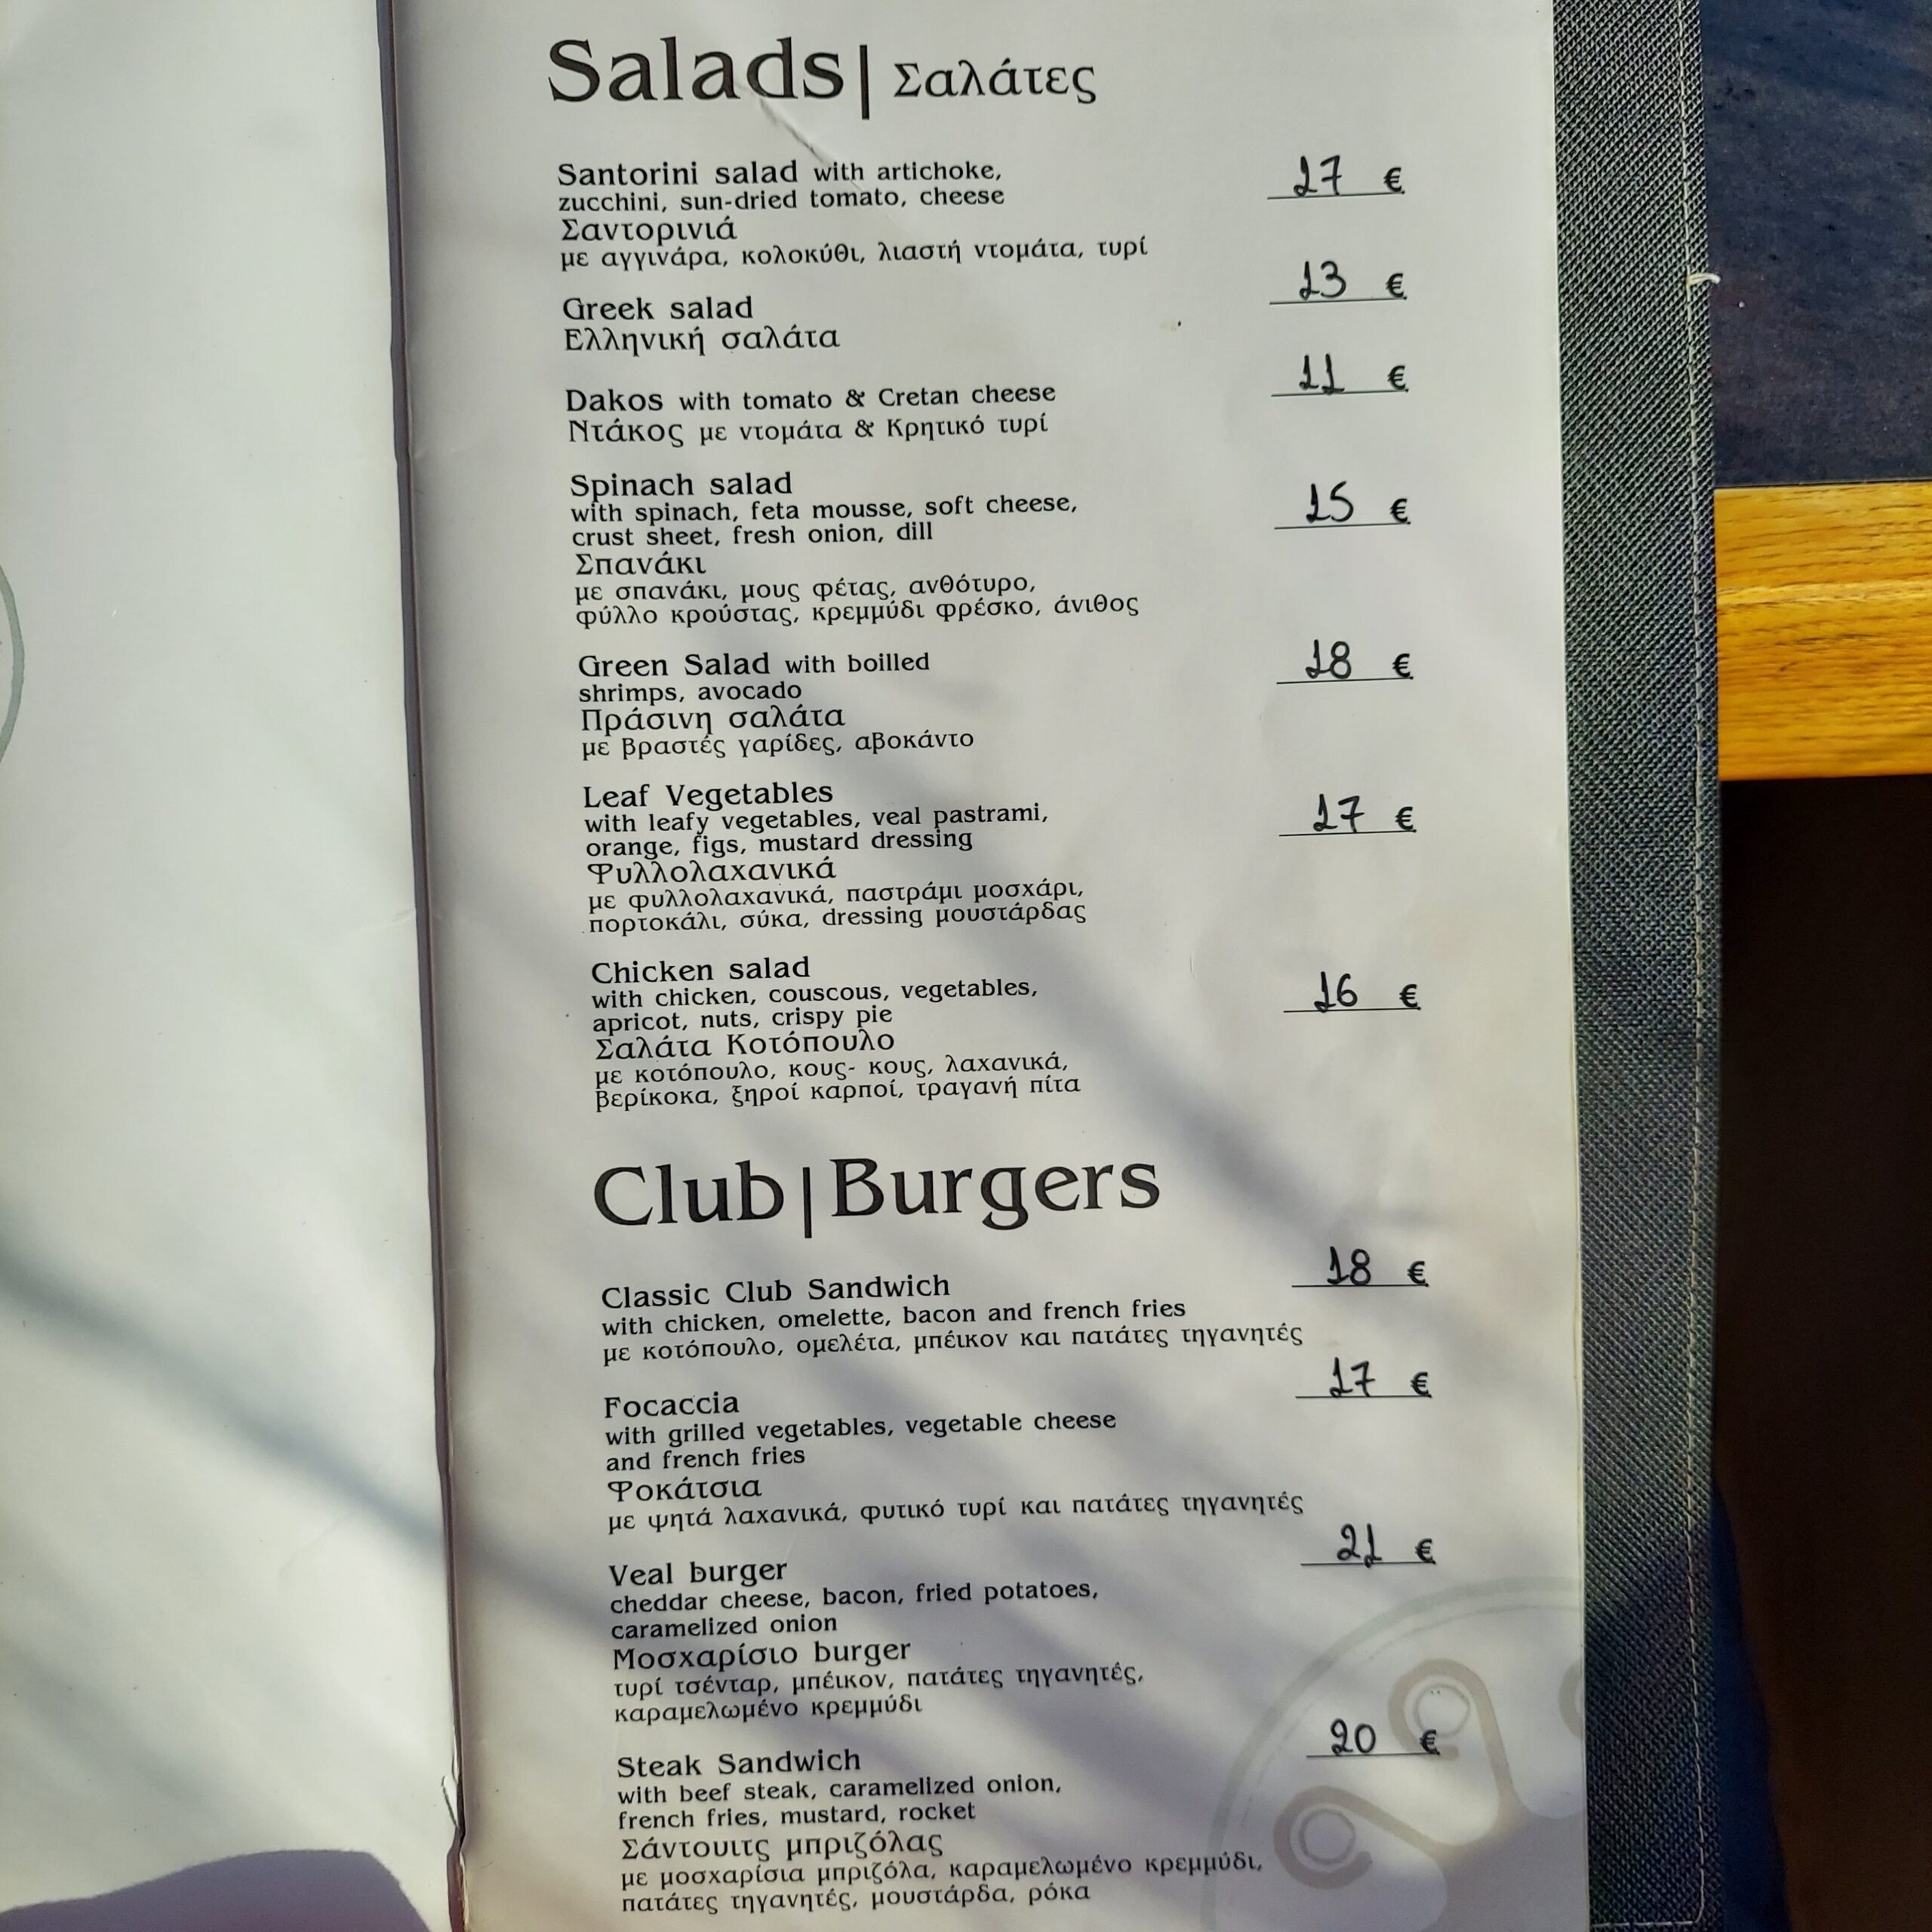 Salads | Σαλάτες
Santorini salad with artichoke,
zucchini, sun-dried tomato, cheese
17 €
Σαντορινιά
με αγγινάρα, κολοκύθι, λιαστή ντομάτα, τυρί
Greek salad
13 €
Ελληνική σαλάτα
Dakos with tomato & Cretan cheese
11 €
Ντάκος με ντομάτα & Κρητικό τυρί
Spinach salad
with spinach, feta mousse, soft cheese,
15 €
crust sheet, fresh onion, dill
Σπανάκι
με σπανάκι, μους φέτας, ανθότυρο,
φύλλο κρούστας, κρεμμύδι φρέσκο, άνιθος
Green Salad with boilled
18 €
shrimps, avocado
Πράσινη σαλάτα
με βραστές γαρίδες, αβοκάντο
Leaf Vegetables
with leafy vegetables, veal pastrami,
17 €
orange, figs, mustard dressing
Φυλλολαχανικά
με φυλλολαχανικά, παστράμι μοσχάρι,
πορτοκάλι, σύκα, dressing μουστάρδας
Chicken salad
with chicken, couscous, vegetables,
16 €
apricot, nuts, crispy pie
Σαλάτα Κοτόπουλο
με κοτόπουλο, κους- κους, λαχανικά,
βερίκοκα, ξηροί καρποί, τραγανή πίτα
Club | Burgers
Classic Club Sandwich
18 €
with chicken, omelette, bacon and french fries
με κοτόπουλο, ομελέτα, μπέικον και πατάτες τηγανητές
Focaccia
17 €
with grilled vegetables, vegetable cheese
and french fries
Φοκάτσια
με ψητά λαχανικά, φυτικό τυρί και πατάτες τηγανητές
Veal burger
21 €
cheddar cheese, bacon, fried potatoes,
caramelized onion
Μοσχαρίσιο burger
τυρί τσένταρ, μπέικον, πατάτες τηγανητές,
καραμελωμένο κρεμμύδι
Steak Sandwich
20 €
with beef steak, caramelized onion,
french fries, mustard, rocket
Σάντουιτς μπριζόλας
με μοσχαρίσια μπριζόλα, καραμελωμένο κρεμμύδι,
πατάτες τηγανητές, μουστάρδα, ρόκα